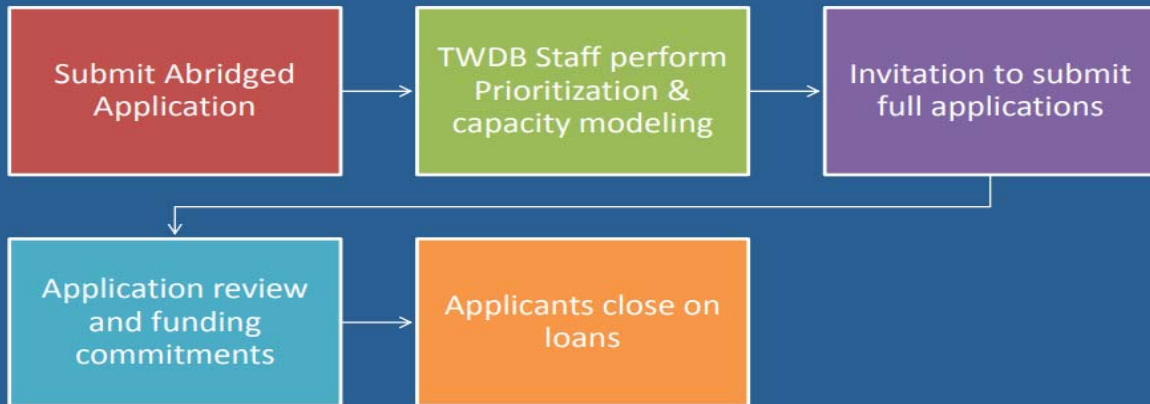 Submit Abridged
Application
TWDB Staff perform
Prioritization &
capacity modeling
Invitation to submit
full applications
Application review
and funding
commitments
Applicants close on
loans